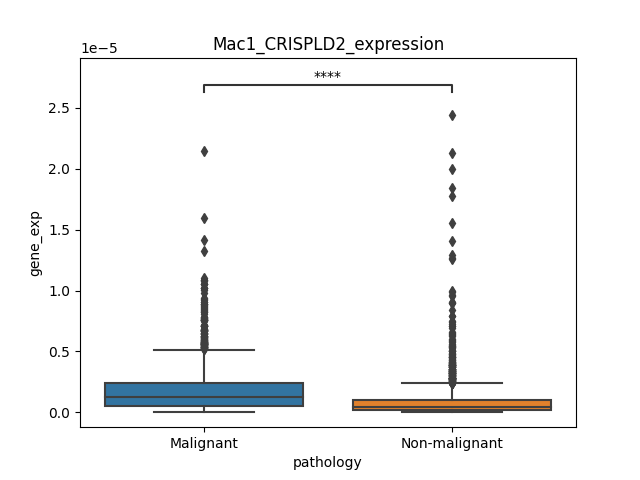 Mac1_CRISPLD2_expression
1e−5
****
2.5
2.0
1.5
1.0
0.5
0.0
gene_exp
Malignant
Non-malignant
pathology